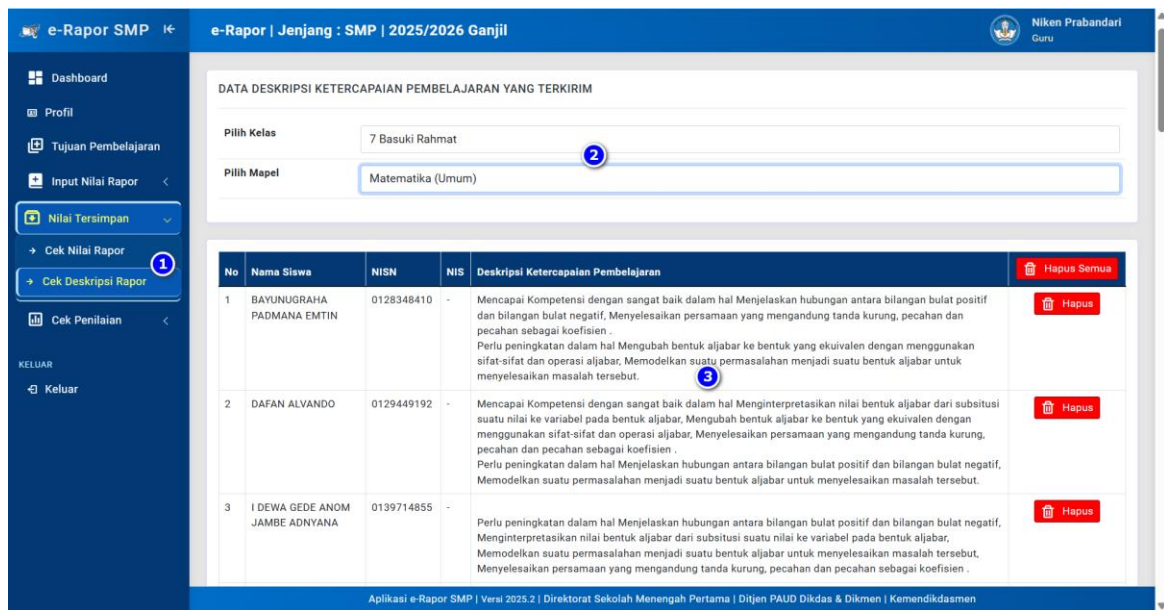 e-Rapor SMP
e-Rapor | Jenjang : SMP | 2025/2026 Ganjil
Niken Prabandari
Guru
Dashboard
Profil
Tujuan Pembelajaran
Input Nilai Rapor
Nilai Tersimpan
Cek Nilai Rapor
1
Cek Deskripsi Rapor
Cek Penilaian
KELUAR
Keluar
DATA DESKRIPSI KETERCAPAIAN PEMBELAJARAN YANG TERKIRIM
Pilih Kelas
7 Basuki Rahmat
2
Pilih Mapel
Matematika (Umum)
No Nama Siswa NISN NIS Deskripsi Ketercapaian Pembelajaran Hapus Semua
1 BAYUNUGRAHA 0128348410 - Mencapai Kompetensi dengan sangat baik dalam hal Menjelaskan hubungan antara bilangan bulat positif Hapus
PADMANA EMTIN dan bilangan bulat negatif, Menyelesaikan persamaan yang mengandung tanda kurung, pecahan dan
pecahan sebagai koefisien .
Perlu peningkatan dalam hal Mengubah bentuk aljabar ke bentuk yang ekuivalen dengan menggunakan
sifat-sifat dan operasi aljabar, Memodelkan suatu permasalahan menjadi suatu bentuk aljabar untuk
menyelesaikan masalah tersebut.
3
2 DAFAN ALVANDO 0129449192 - Mencapai Kompetensi dengan sangat baik dalam hal Menginterpretasikan nilai bentuk aljabar dari subsitusi Hapus
suatu nilai ke variabel pada bentuk aljabar, Mengubah bentuk aljabar ke bentuk yang ekuivalen dengan
menggunakan sifat-sifat dan operasi aljabar, Menyelesaikan persamaan yang mengandung tanda kurung,
pecahan dan pecahan sebagai koefisien .
Perlu peningkatan dalam hal Menjelaskan hubungan antara bilangan bulat positif dan bilangan bulat negatif,
Memodelkan suatu permasalahan menjadi suatu bentuk aljabar untuk menyelesaikan masalah tersebut.
3 I DEWA GEDE ANOM 0139714855 - Hapus
JAMBE ADNYANA Perlu peningkatan dalam hal Menjelaskan hubungan antara bilangan bulat positif dan bilangan bulat negatif,
Menginterpretasikan nilai bentuk aljabar dari subsitusi suatu nilai ke variabel pada bentuk aljabar,
Memodelkan suatu permasalahan menjadi suatu bentuk aljabar untuk menyelesaikan masalah tersebut,
Menyelesaikan persamaan yang mengandung tanda kurung, pecahan dan pecahan sebagai koefisien .
Aplikasi e-Rapor SMP | Versi 2025.2 | Direktorat Sekolah Menengah Pertama | Ditjen PAUD Dikdas & Dikmen | Kemendikdasmen